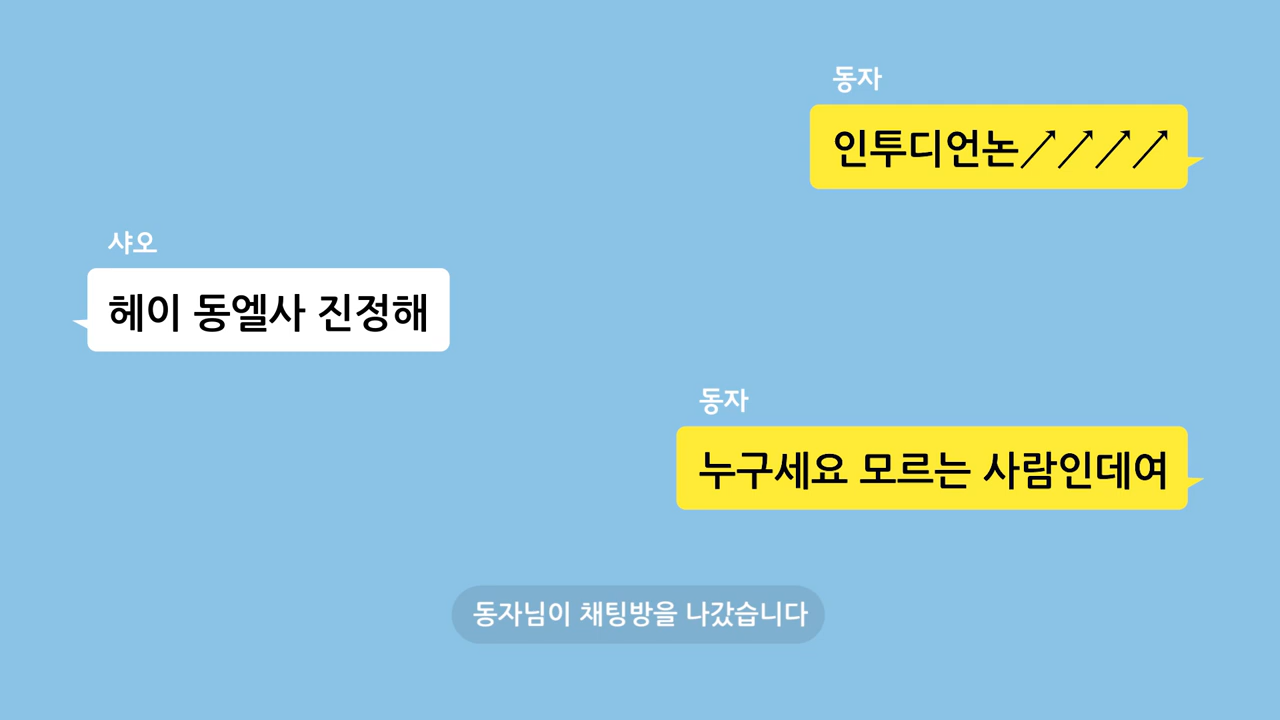 동자
인투디언논↗↗↗↗
샤오
헤이 동엘사 진정해
동자
누구세요 모르는 사람인데여
동자님이 채팅방을 나갔습니다